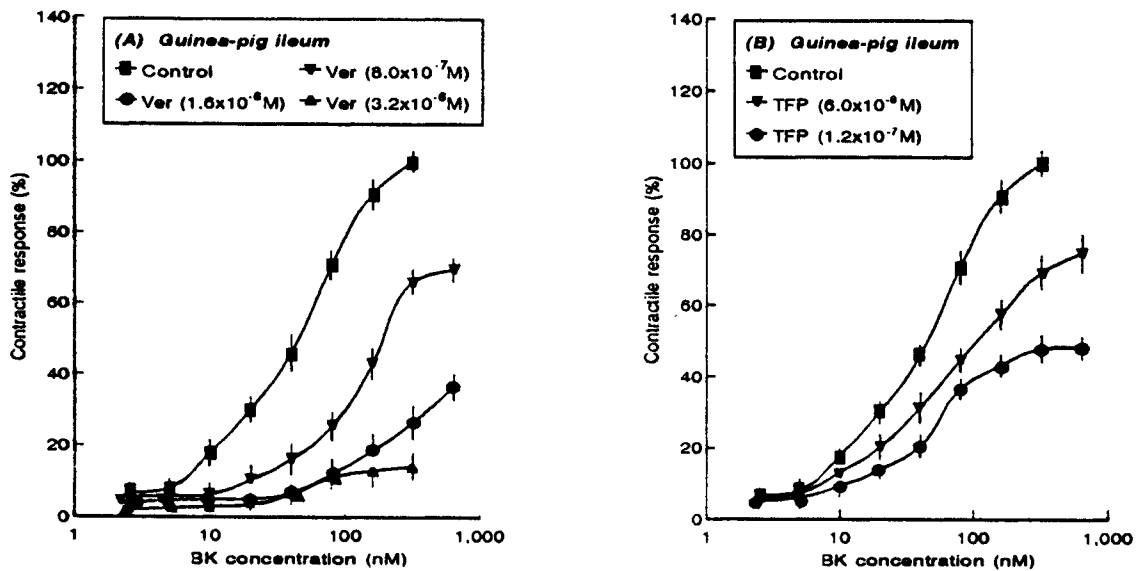 (A) Guinea-pig ileum
Control
Ver (8.0x10⁻⁷M)
Ver (1.6x10⁻⁶M)
Ver (3.2x10⁻⁶M)
Contractile response (%)
140
120
100
80
60
40
20
0
1
10
100
1,000
BK concentration (nM)
(B) Guinea-pig ileum
Control
TFP (6.0x10⁻⁸M)
TFP (1.2x10⁻⁷M)
Contractile response (%)
140
120
100
80
60
40
20
0
1
10
100
1,000
BK concentration (nM)